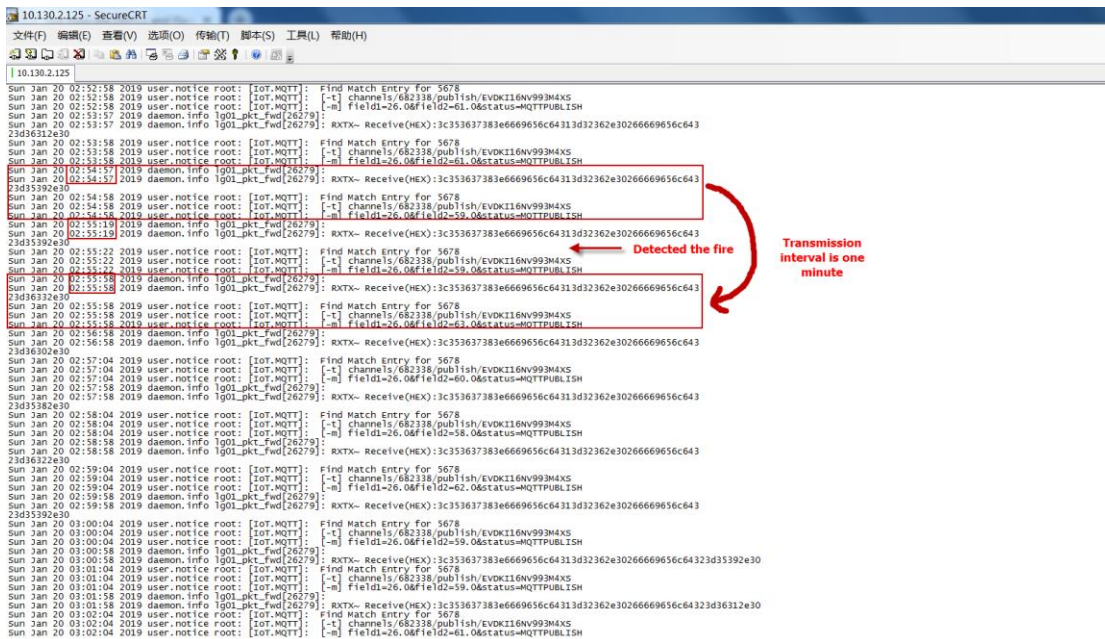 10.130.2.125 - SecureCRT
文件(F) 编辑(E) 查看(V) 选项(O) 传输(T) 脚本(S) 工具(L) 帮助(H)
10.130.2.125
Sun Jan 20 02:52:58 2019 user.notice root: [IoT.MQTT]: Find Match Entry for 5678
Sun Jan 20 02:52:58 2019 user.notice root: [IoT.MQTT]: [-t] channels/682338/publish/EVDKI16NV993M4XS
Sun Jan 20 02:52:58 2019 user.notice root: [IoT.MQTT]: [-m] field1=26.0&field2=61.0&status=MQTTPUBLISH
Sun Jan 20 02:53:57 2019 daemon.info lg01_pkt_fwd[26279]:
Sun Jan 20 02:53:57 2019 daemon.info lg01_pkt_fwd[26279]: RXTX~ Receive(HEX):3c353637383e6669656c64313d32362e30266669656c643
23d36312e30
Sun Jan 20 02:53:58 2019 user.notice root: [IoT.MQTT]: Find Match Entry for 5678
Sun Jan 20 02:53:58 2019 user.notice root: [IoT.MQTT]: [-t] channels/682338/publish/EVDKI16NV993M4XS
Sun Jan 20 02:53:58 2019 user.notice root: [IoT.MQTT]: [-m] field1=26.0&field2=61.0&status=MQTTPUBLISH
Sun Jan 20 02:54:57 2019 daemon.info lg01_pkt_fwd[26279]:
Sun Jan 20 02:54:57 2019 daemon.info lg01_pkt_fwd[26279]: RXTX~ Receive(HEX):3c353637383e6669656c64313d32362e30266669656c643
23d35392e30
Sun Jan 20 02:54:58 2019 user.notice root: [IoT.MQTT]: Find Match Entry for 5678
Sun Jan 20 02:54:58 2019 user.notice root: [IoT.MQTT]: [-t] channels/682338/publish/EVDKI16NV993M4XS
Sun Jan 20 02:54:58 2019 user.notice root: [IoT.MQTT]: [-m] field1=26.0&field2=59.0&status=MQTTPUBLISH
Sun Jan 20 02:55:19 2019 daemon.info lg01_pkt_fwd[26279]:
Sun Jan 20 02:55:19 2019 daemon.info lg01_pkt_fwd[26279]: RXTX~ Receive(HEX):3c353637383e6669656c64313d32362e30266669656c643
23d35392e30
Sun Jan 20 02:55:22 2019 user.notice root: [IoT.MQTT]: Find Match Entry for 5678
Sun Jan 20 02:55:22 2019 user.notice root: [IoT.MQTT]: [-t] channels/682338/publish/EVDKI16NV993M4XS
Sun Jan 20 02:55:22 2019 user.notice root: [IoT.MQTT]: [-m] field1=26.0&field2=59.0&status=MQTTPUBLISH
Detected the fire
Transmission
interval is one
minute
Sun Jan 20 02:55:58 2019 daemon.info lg01_pkt_fwd[26279]:
Sun Jan 20 02:55:58 2019 daemon.info lg01_pkt_fwd[26279]: RXTX~ Receive(HEX):3c353637383e6669656c64313d32362e30266669656c643
23d36332e30
Sun Jan 20 02:55:58 2019 user.notice root: [IoT.MQTT]: Find Match Entry for 5678
Sun Jan 20 02:55:58 2019 user.notice root: [IoT.MQTT]: [-t] channels/682338/publish/EVDKI16NV993M4XS
Sun Jan 20 02:55:58 2019 user.notice root: [IoT.MQTT]: [-m] field1=26.0&field2=63.0&status=MQTTPUBLISH
Sun Jan 20 02:56:58 2019 daemon.info lg01_pkt_fwd[26279]:
Sun Jan 20 02:56:58 2019 daemon.info lg01_pkt_fwd[26279]: RXTX~ Receive(HEX):3c353637383e6669656c64313d32362e30266669656c643
23d36302e30
Sun Jan 20 02:57:04 2019 user.notice root: [IoT.MQTT]: Find Match Entry for 5678
Sun Jan 20 02:57:04 2019 user.notice root: [IoT.MQTT]: [-t] channels/682338/publish/EVDKI16NV993M4XS
Sun Jan 20 02:57:04 2019 user.notice root: [IoT.MQTT]: [-m] field1=26.0&field2=60.0&status=MQTTPUBLISH
Sun Jan 20 02:57:58 2019 daemon.info lg01_pkt_fwd[26279]:
Sun Jan 20 02:57:58 2019 daemon.info lg01_pkt_fwd[26279]: RXTX~ Receive(HEX):3c353637383e6669656c64313d32362e30266669656c643
23d35382e30
Sun Jan 20 02:58:04 2019 user.notice root: [IoT.MQTT]: Find Match Entry for 5678
Sun Jan 20 02:58:04 2019 user.notice root: [IoT.MQTT]: [-t] channels/682338/publish/EVDKI16NV993M4XS
Sun Jan 20 02:58:04 2019 user.notice root: [IoT.MQTT]: [-m] field1=26.0&field2=58.0&status=MQTTPUBLISH
Sun Jan 20 02:58:58 2019 daemon.info lg01_pkt_fwd[26279]:
Sun Jan 20 02:58:58 2019 daemon.info lg01_pkt_fwd[26279]: RXTX~ Receive(HEX):3c353637383e6669656c64313d32362e30266669656c643
23d36322e30
Sun Jan 20 02:59:04 2019 user.notice root: [IoT.MQTT]: Find Match Entry for 5678
Sun Jan 20 02:59:04 2019 user.notice root: [IoT.MQTT]: [-t] channels/682338/publish/EVDKI16NV993M4XS
Sun Jan 20 02:59:04 2019 user.notice root: [IoT.MQTT]: [-m] field1=26.0&field2=62.0&status=MQTTPUBLISH
Sun Jan 20 02:59:58 2019 daemon.info lg01_pkt_fwd[26279]:
Sun Jan 20 02:59:58 2019 daemon.info lg01_pkt_fwd[26279]: RXTX~ Receive(HEX):3c353637383e6669656c64313d32362e30266669656c643
23d35392e30
Sun Jan 20 03:00:04 2019 user.notice root: [IoT.MQTT]: Find Match Entry for 5678
Sun Jan 20 03:00:04 2019 user.notice root: [IoT.MQTT]: [-t] channels/682338/publish/EVDKI16NV993M4XS
Sun Jan 20 03:00:04 2019 user.notice root: [IoT.MQTT]: [-m] field1=26.0&field2=59.0&status=MQTTPUBLISH
Sun Jan 20 03:00:58 2019 daemon.info lg01_pkt_fwd[26279]:
Sun Jan 20 03:00:58 2019 daemon.info lg01_pkt_fwd[26279]: RXTX~ Receive(HEX):3c353637383e6669656c64313d32362e30266669656c64323d35392e30
Sun Jan 20 03:01:04 2019 user.notice root: [IoT.MQTT]: Find Match Entry for 5678
Sun Jan 20 03:01:04 2019 user.notice root: [IoT.MQTT]: [-t] channels/682338/publish/EVDKI16NV993M4XS
Sun Jan 20 03:01:04 2019 user.notice root: [IoT.MQTT]: [-m] field1=26.0&field2=59.0&status=MQTTPUBLISH
Sun Jan 20 03:01:58 2019 daemon.info lg01_pkt_fwd[26279]:
Sun Jan 20 03:01:58 2019 daemon.info lg01_pkt_fwd[26279]: RXTX~ Receive(HEX):3c353637383e6669656c64313d32362e30266669656c64323d36312e30
Sun Jan 20 03:02:04 2019 user.notice root: [IoT.MQTT]: Find Match Entry for 5678
Sun Jan 20 03:02:04 2019 user.notice root: [IoT.MQTT]: [-t] channels/682338/publish/EVDKI16NV993M4XS
Sun Jan 20 03:02:04 2019 user.notice root: [IoT.MQTT]: [-m] field1=26.0&field2=61.0&status=MQTTPUBLISH